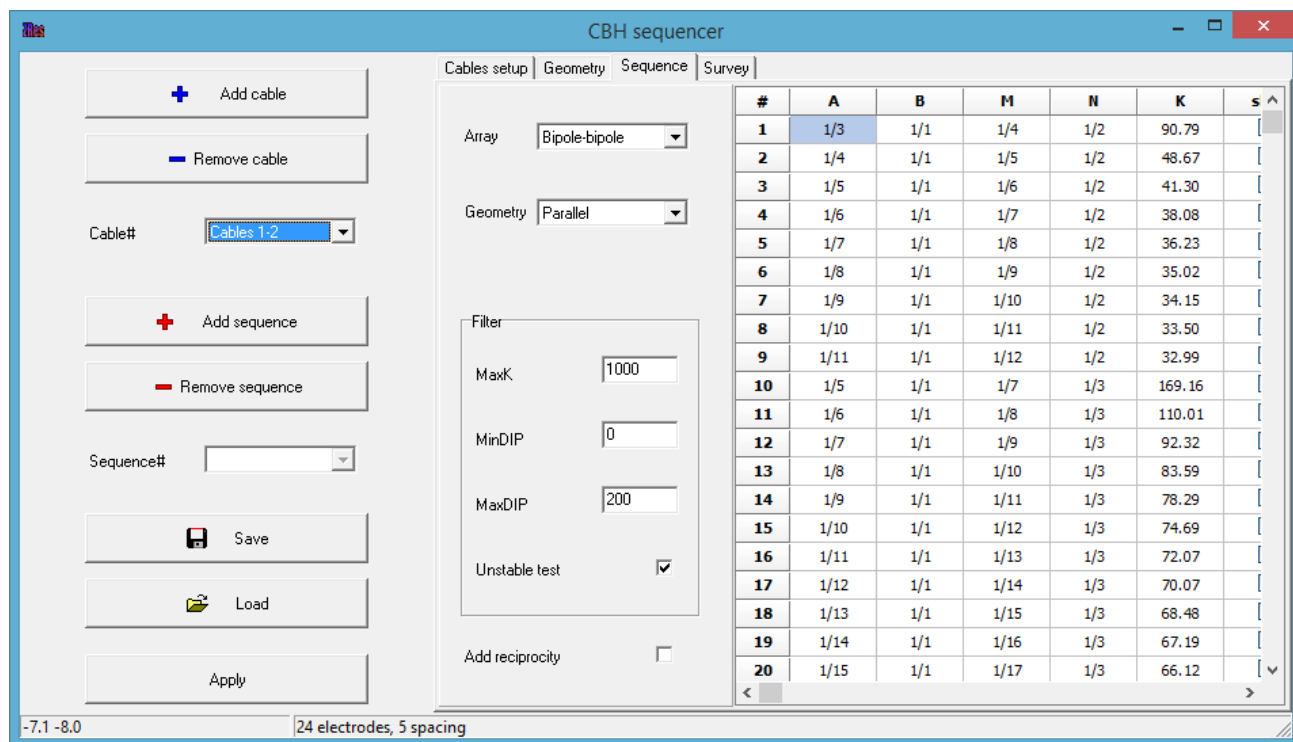 ZRes
CBH sequencer
Add cable
Remove cable
Cable#
Cables 1-2
Add sequence
Remove sequence
Sequence#
Save
Load
Apply
Cables setup
Geometry
Sequence
Survey
Array
Bipole-bipole
Geometry
Parallel
Filter
MaxK
1000
MinDIP
0
MaxDIP
200
Unstable test
Add reciprocity
# A B M N K
1 1/3 1/1 1/4 1/2 90.79
2 1/4 1/1 1/5 1/2 48.67
3 1/5 1/1 1/6 1/2 41.30
4 1/6 1/1 1/7 1/2 38.08
5 1/7 1/1 1/8 1/2 36.23
6 1/8 1/1 1/9 1/2 35.02
7 1/9 1/1 1/10 1/2 34.15
8 1/10 1/1 1/11 1/2 33.50
9 1/11 1/1 1/12 1/2 32.99
10 1/5 1/1 1/7 1/3 169.16
11 1/6 1/1 1/8 1/3 110.01
12 1/7 1/1 1/9 1/3 92.32
13 1/8 1/1 1/10 1/3 83.59
14 1/9 1/1 1/11 1/3 78.29
15 1/10 1/1 1/12 1/3 74.69
16 1/11 1/1 1/13 1/3 72.07
17 1/12 1/1 1/14 1/3 70.07
18 1/13 1/1 1/15 1/3 68.48
19 1/14 1/1 1/16 1/3 67.19
20 1/15 1/1 1/17 1/3 66.12
-7.1 -8.0
24 electrodes, 5 spacing